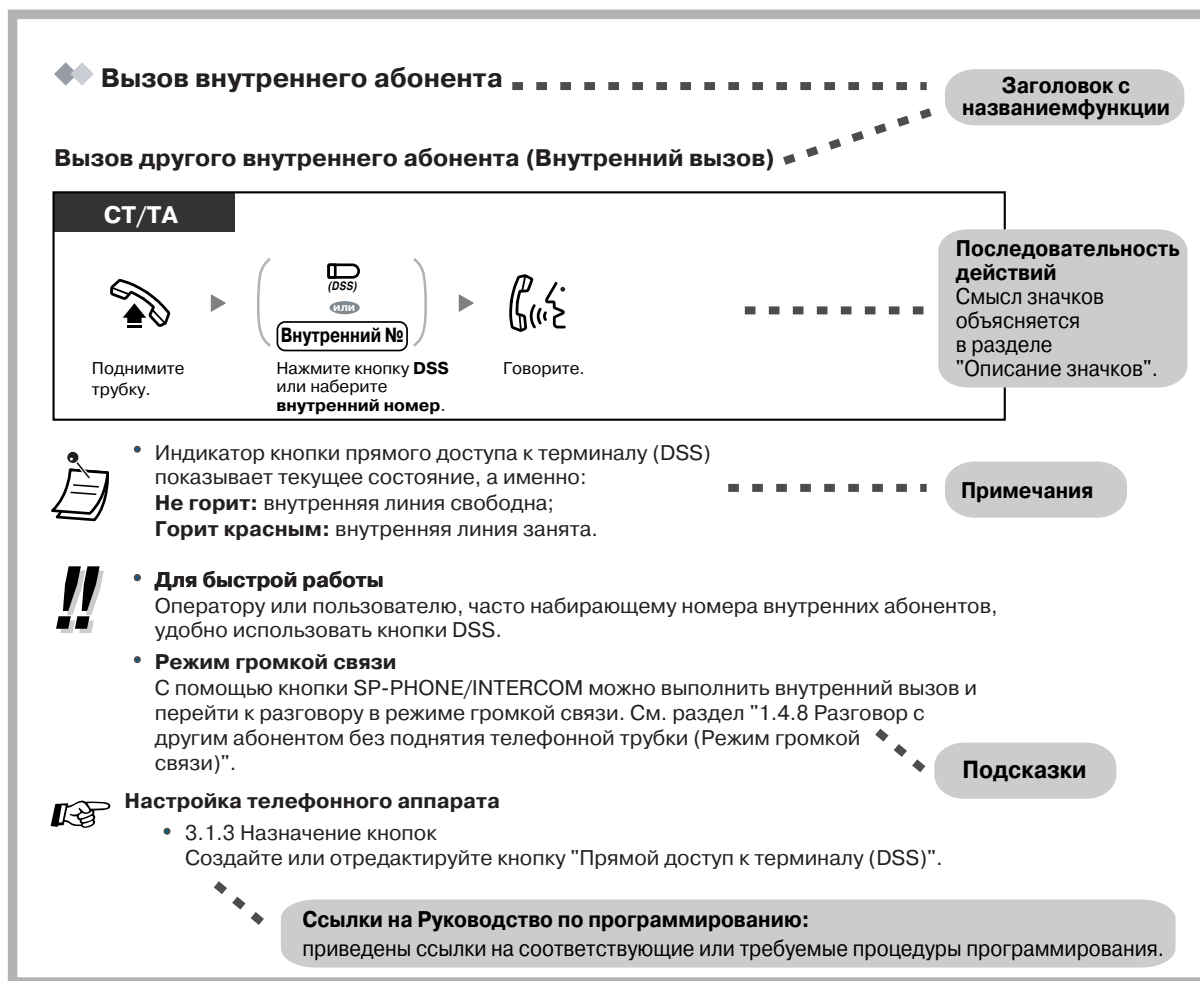 Вызов внутреннего абонента
Заголовок с
названиемфункции
Вызов другого внутреннего абонента (Внутренний вызов)
СТ/ТА
(DSS)
или
Внутренний №
Поднимите
трубку.
Нажмите кнопку DSS
или наберите
внутренний номер.
Говорите.
Последовательность
действий
Смысл значков
объясняется
в разделе
"Описание значков".
• Индикатор кнопки прямого доступа к терминалу (DSS)
показывает текущее состояние, а именно:
Не горит: внутренняя линия свободна;
Горит красным: внутренняя линия занята.
Примечания
!!
• Для быстрой работы
Оператору или пользователю, часто набирающему номера внутренних абонентов,
удобно использовать кнопки DSS.
• Режим громкой связи
С помощью кнопки SP-PHONE/INTERCOM можно выполнить внутренний вызов и
перейти к разговору в режиме громкой связи. См. раздел "1.4.8 Разговор с
другим абонентом без поднятия телефонной трубки (Режим громкой
связи)".
Подсказки
Настройка телефонного аппарата
• 3.1.3 Назначение кнопок
Создайте или отредактируйте кнопку "Прямой доступ к терминалу (DSS)".
Ссылки на Руководство по программированию:
приведены ссылки на соответствующие или требуемые процедуры программирования.